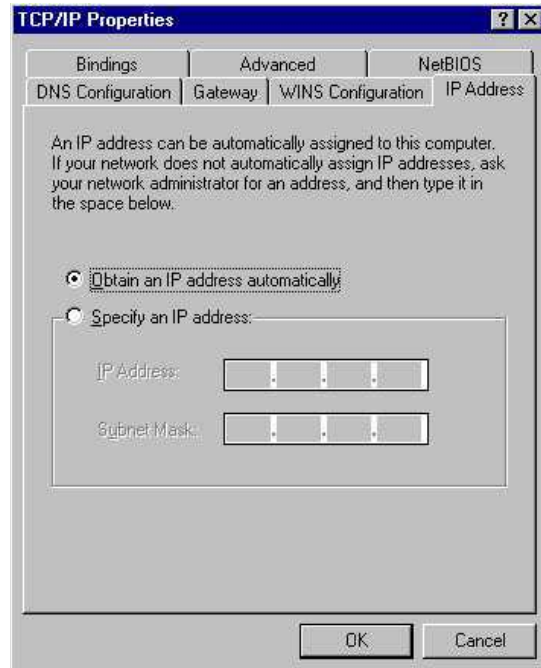 TCP/IP Properties
Bindings Advanced NetBIOS
DNS Configuration Gateway WINS Configuration IP Address
An IP address can be automatically assigned to this computer.
If your network does not automatically assign IP addresses, ask
your network administrator for an address, and then type it in
the space below.
Obtain an IP address automatically
Specify an IP address:
IP Address:
Subnet Mask:
OK Cancel